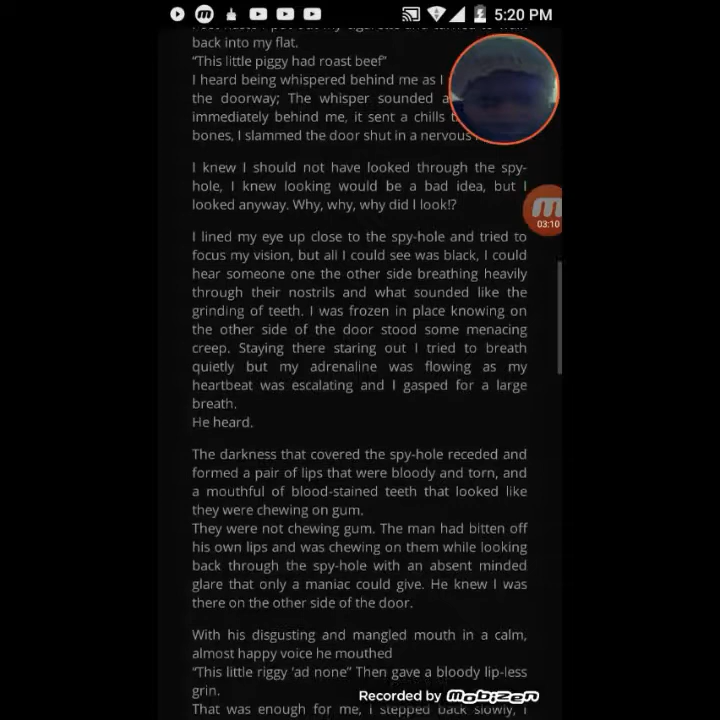 5:20 PM
back into my flat.
"This little piggy had roast beef"
I heard being whispered behind me as I
the doorway; The whisper sounded
immediately behind me, it sent a chills
bones, I slammed the door shut in a nervous
I knew I should not have looked through the spy-
hole, I knew looking would be a bad idea, but I
looked anyway. Why, why, why did I look!?
03:10
I lined my eye up close to the spy-hole and tried to
focus my vision, but all I could see was black, I could
hear someone one the other side breathing heavily
through their nostrils and what sounded like the
grinding of teeth. I was frozen in place knowing on
the other side of the door stood some menacing
creep. Staying there staring out I tried to breath
quietly but my adrenaline was flowing as my
heartbeat was escalating and I gasped for a large
breath.
He heard.
The darkness that covered the spy-hole receded and
formed a pair of lips that were bloody and torn, and
a mouthful of blood-stained teeth that looked like
they were chewing on gum.
They were not chewing gum. The man had bitten off
his own lips and was chewing on them while looking
back through the spy-hole with an absent minded
glare that only a maniac could give. He knew I was
there on the other side of the door.
With his disgusting and mangled mouth in a calm,
almost happy voice he mouthed
"This little riggy 'ad none" Then gave a bloody lip-less
grin.
Recorded by Mobizen
That was enough for me, I stepped back slowly, I